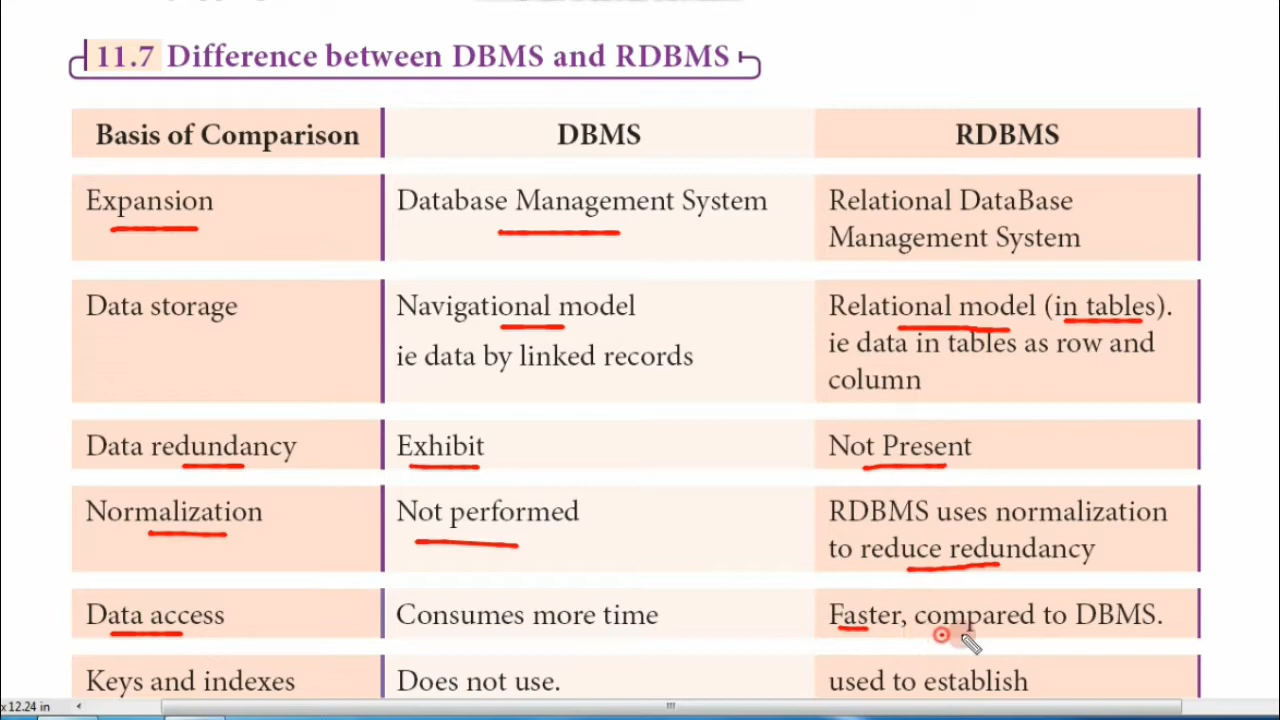 11.7 Difference between DBMS and RDBMS
Basis of Comparison DBMS RDBMS
Expansion Database Management System Relational DataBase
Management System
Data storage Navigational model Relational model (in tables).
ie data by linked records ie data in tables as row and
column
Data redundancy Exhibit Not Present
Normalization Not performed RDBMS uses normalization
to reduce redundancy
Data access Consumes more time Faster, compared to DBMS.
Keys and indexes Does not use. used to establish
x 12.24 in